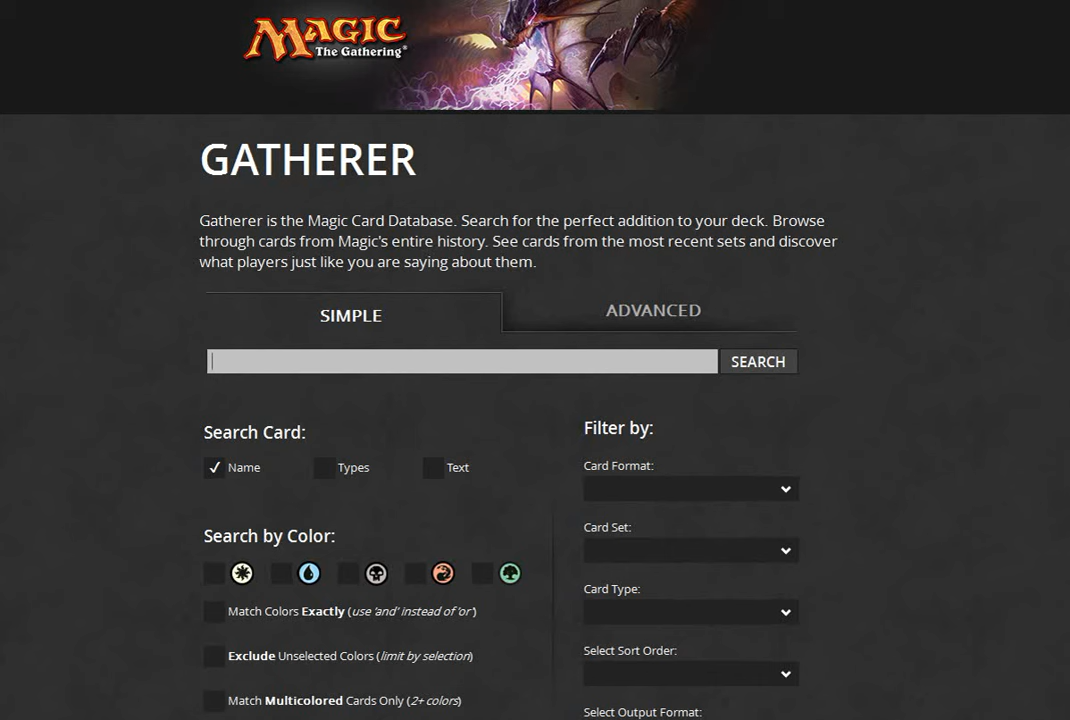 MAGIC
The Gathering®
GATHERER
Gatherer is the Magic Card Database. Search for the perfect addition to your deck. Browse
through cards from Magic's entire history. See cards from the most recent sets and discover
what players just like you are saying about them.
SIMPLE
ADVANCED
SEARCH
Search Card:
Name
Types
Text
Search by Color:
Match Colors Exactly (use 'and' instead of 'or')
Exclude Unselected Colors (limit by selection)
Match Multicolored Cards Only (2+ colors)
Filter by:
Card Format:
Card Set:
Card Type:
Select Sort Order:
Select Output Format: